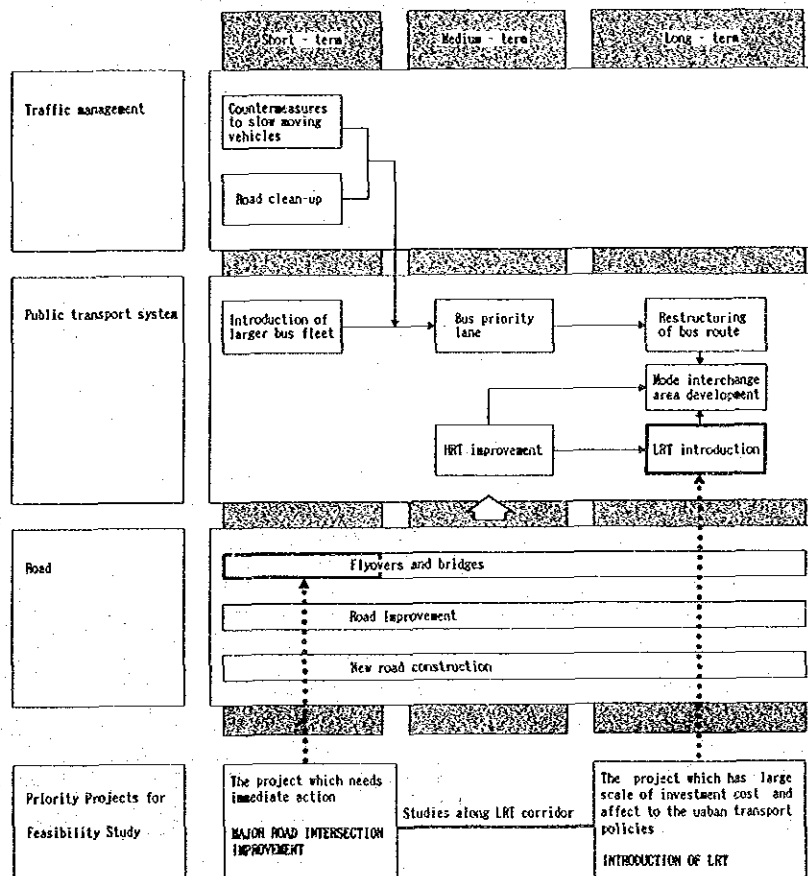 Short - term
Medium - term
Long - term
Traffic management
Countermeasures
to slow moving
vehicles
Road clean-up
Public transport system
Introduction of
larger bus fleet
Bus priority
lane
Restructuring
of bus route
Mode interchange
area development
HRT improvement
LRT introduction
Road
Flyovers and bridges
Road Improvement
New road construction
Priority Projects for
Feasibility Study
The project which needs
immediate action
MAJOR ROAD INTERSECTION
IMPROVEMENT
Studies along LRT corridor
The project which has large
scale of investment cost and
affect to the uaban transport
policies
INTRODUCTION OF LRT